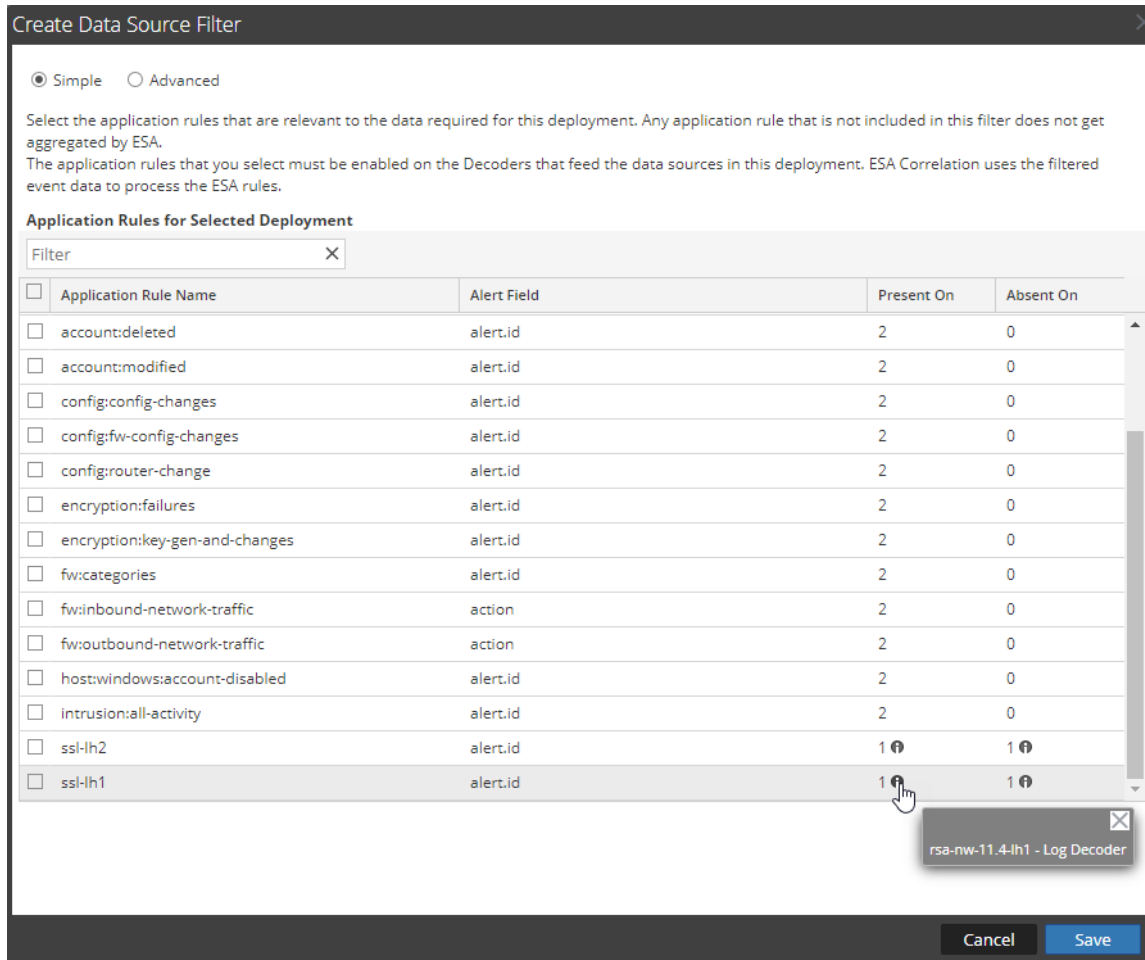 Create Data Source Filter
Simple Advanced
Select the application rules that are relevant to the data required for this deployment. Any application rule that is not included in this filter does not get
aggregated by ESA.
The application rules that you select must be enabled on the Decoders that feed the data sources in this deployment. ESA Correlation uses the filtered
event data to process the ESA rules.
Application Rules for Selected Deployment
Filter
Application Rule Name Alert Field Present On Absent On
account:deleted alert.id 2 0
account:modified alert.id 2 0
config:config-changes alert.id 2 0
config:fw-config-changes alert.id 2 0
config:router-change alert.id 2 0
encryption:failures alert.id 2 0
encryption:key-gen-and-changes alert.id 2 0
fw:categories alert.id 2 0
fw:inbound-network-traffic action 2 0
fw:outbound-network-traffic action 2 0
host:windows:account-disabled alert.id 2 0
intrusion:all-activity alert.id 2 0
ssl-lh2 alert.id 1 1
ssl-lh1 alert.id 1 1
rsa-nw-11.4-lh1 - Log Decoder
Cancel Save